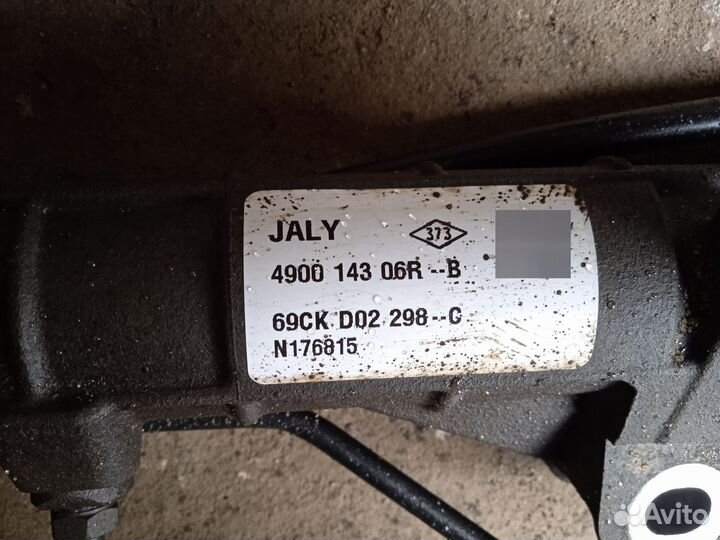 JALY
373
4900 143 06R--B
69CK D02 298--C
N176815
Avito